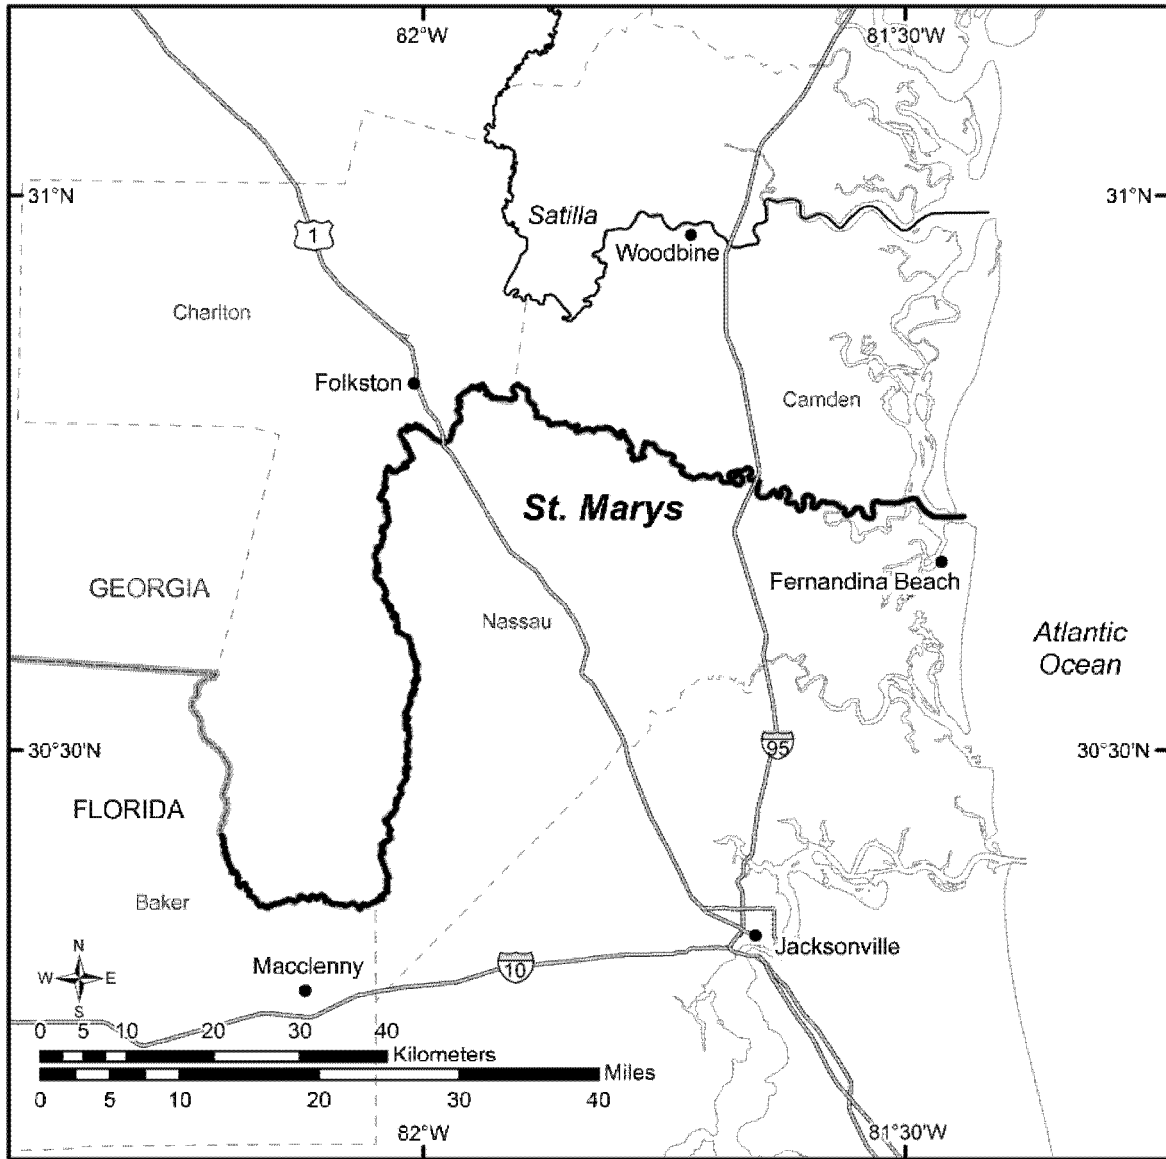 82°W
81°30'W
31°N
31°N
1
Satilla
Woodbine
Charlton
Folkston
Camden
St. Marys
Fernandina Beach
GEORGIA
Nassau
Atlantic
Ocean
30°30'N
95
30°30'N
FLORIDA
Baker
Jacksonville
N
W E
S
Macclenny
10
0 5 10 20 30 40
Kilometers
Miles
0 5 10 20 30 40
82°W
81°30'W